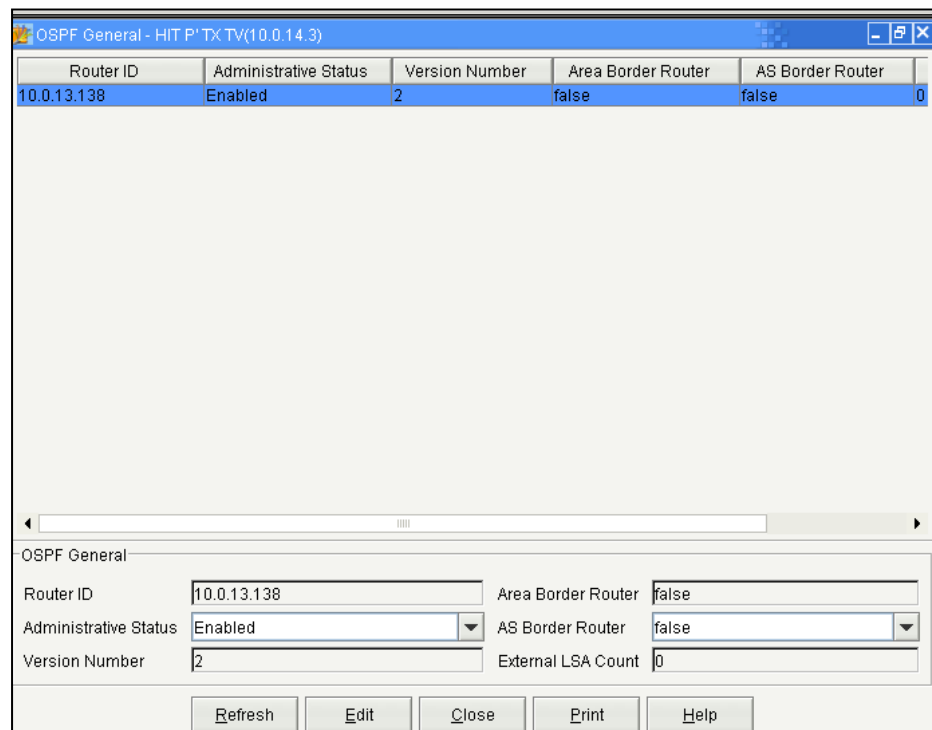 OSPF General - HIT P' TX TV(10.0.14.3)
Router ID Administrative Status Version Number Area Border Router AS Border Router
10.0.13.138 Enabled 2 false false 0
OSPF General
Router ID 10.0.13.138 Area Border Router false
Administrative Status Enabled AS Border Router false
Version Number 2 External LSA Count 0
Refresh Edit Close Print Help